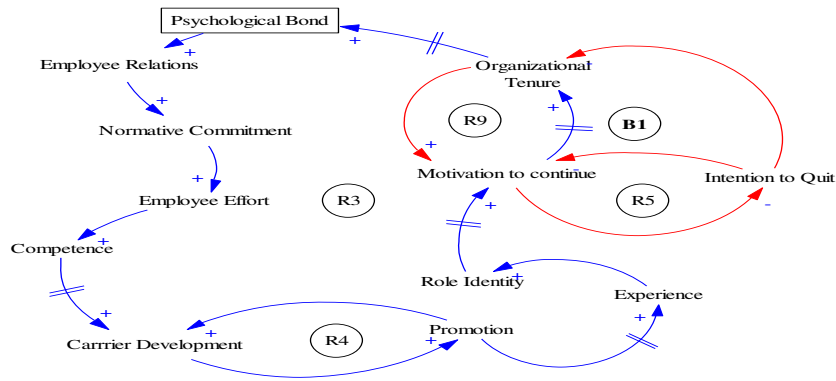 Psychological Bond
+
+
Employee Relations
Organizational
Tenure
-
+
+
-
Normative Commitment
R9
B1
+
+
Motivation to continue
-
Intention to Quit
+
Employee Effort
R3
R5
-
+
Competence
+
Role Identity
+
Experience
+
+
Promotion
+
+
Carrrier Development
R4
+